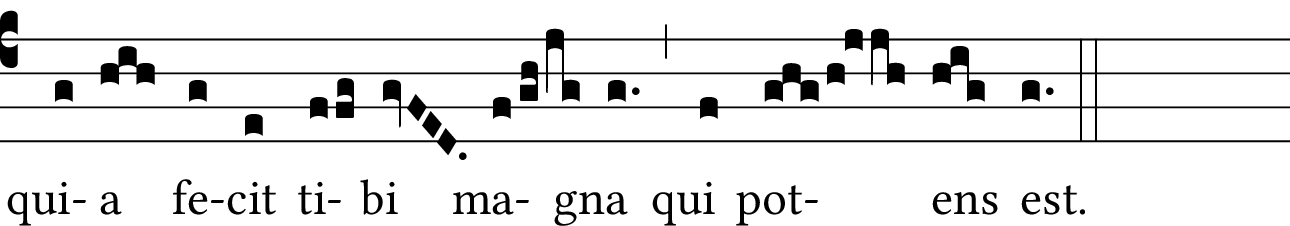 qui- a fe-cit ti- bi ma- gna qui pot- ens est.